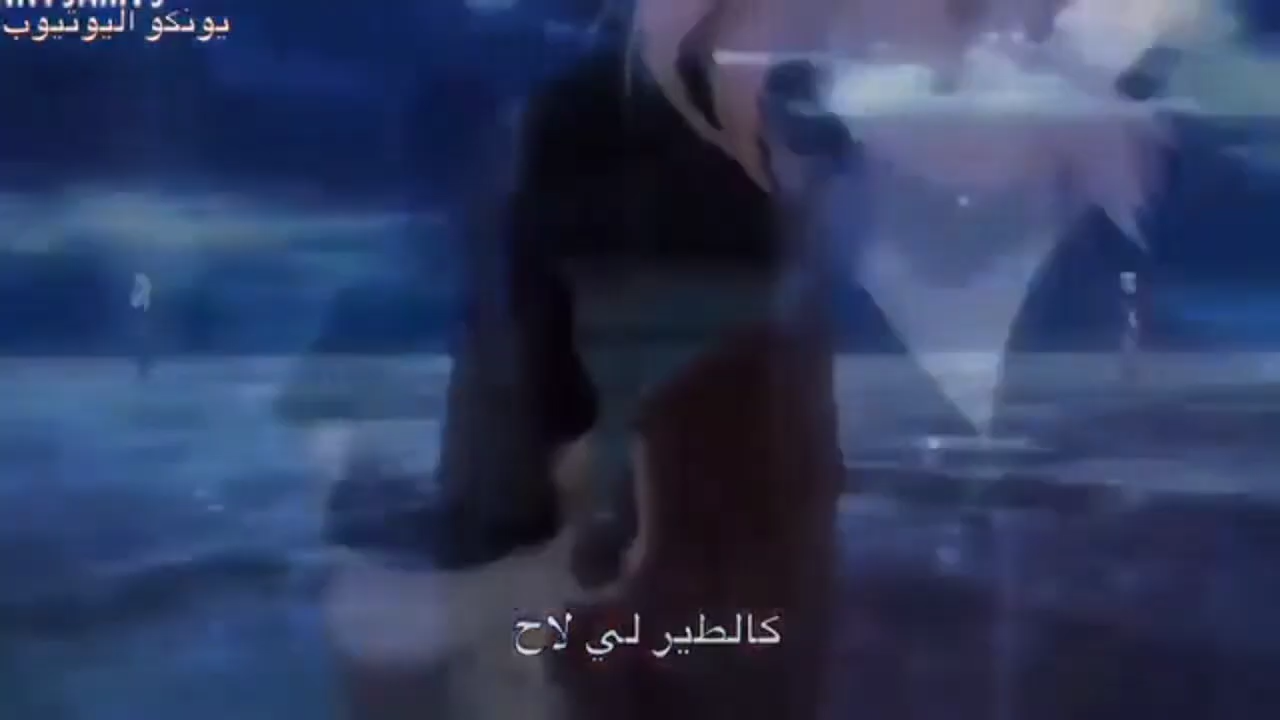 يونكو اليوتيوب
كالطير لي لاح